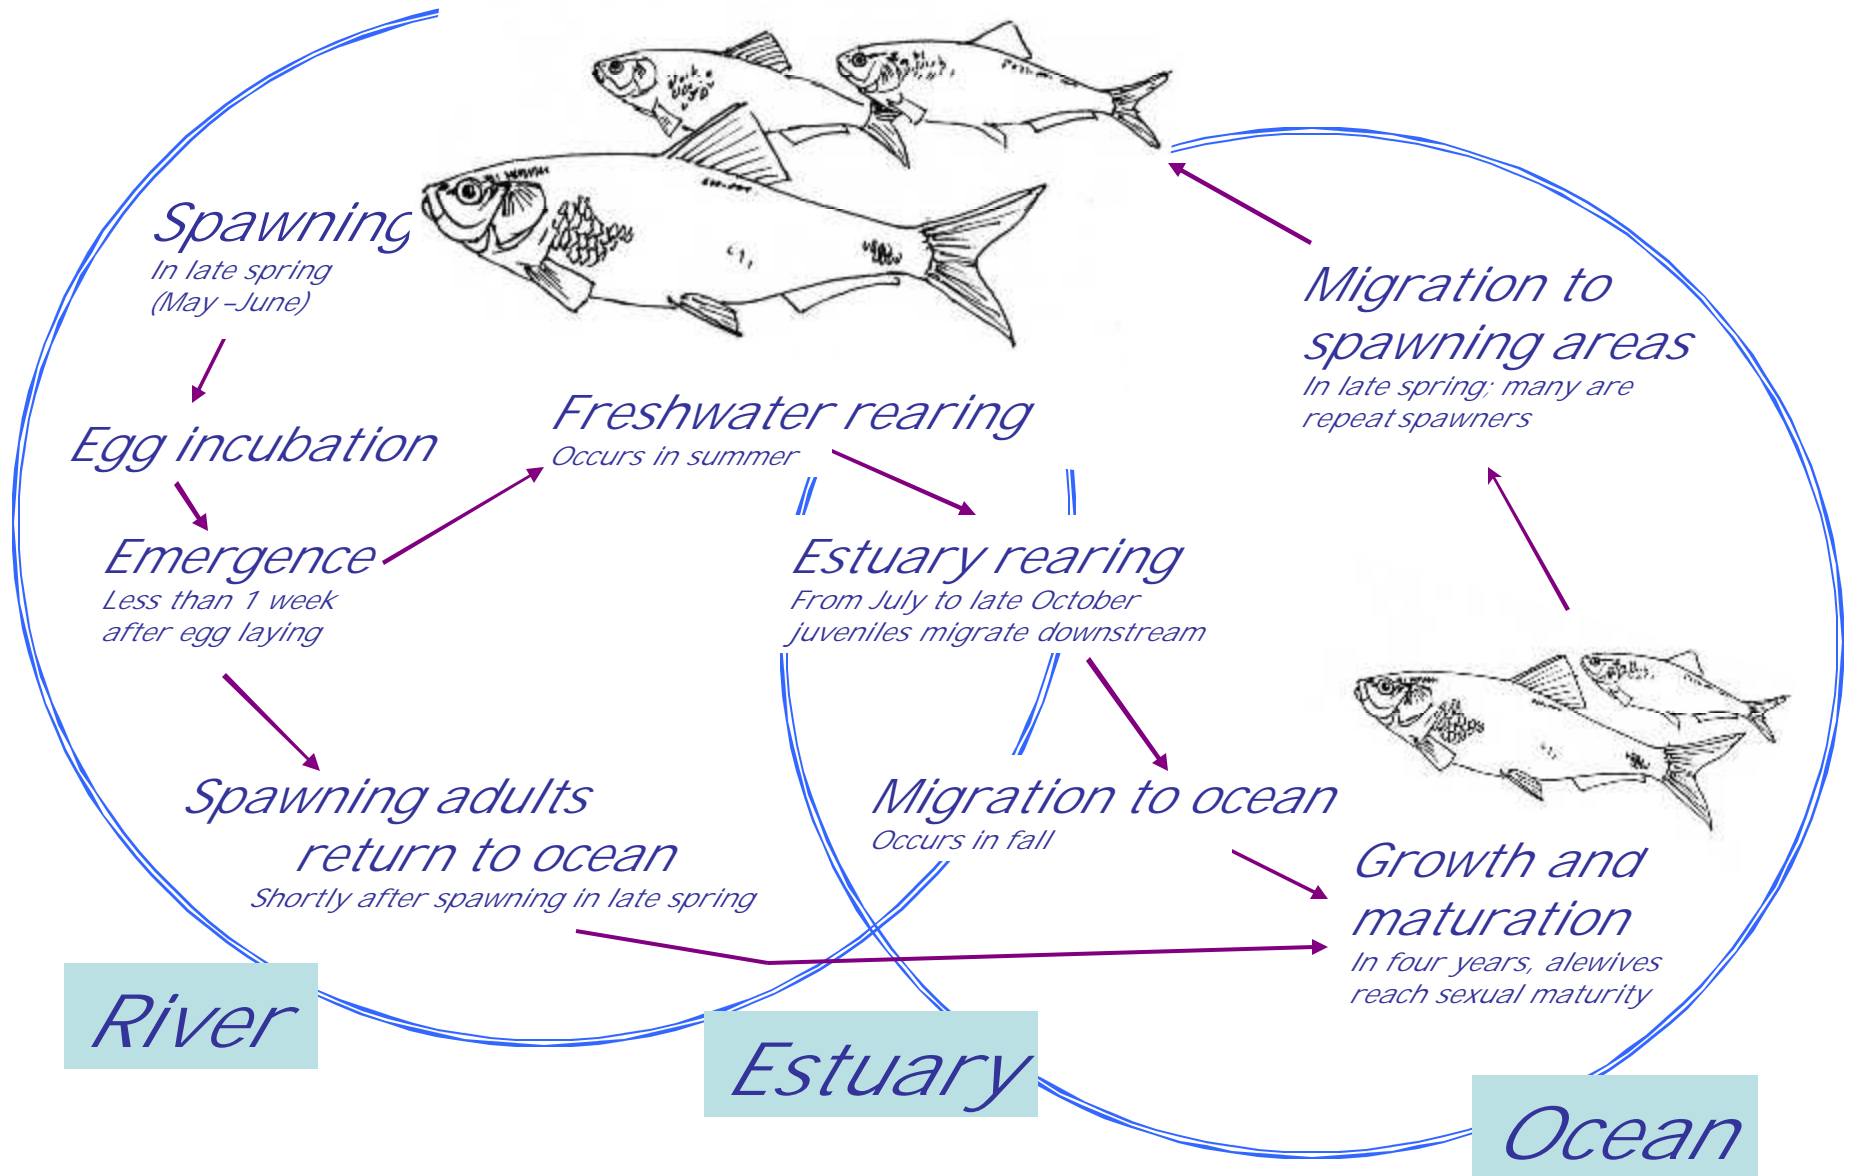 Spawning
In late spring
(May –June)
Egg incubation
Emergence
Less than 1 week
after egg laying
Freshwater rearing
Occurs in summer
Estuary rearing
From July to late October
juveniles migrate downstream
Spawning adults
return to ocean
Shortly after spawning in late spring
Migration to ocean
Occurs in fall
Growth and
maturation
In four years, alewives
reach sexual maturity
Migration to
spawning areas
In late spring; many are
repeat spawners
River
Estuary
Ocean